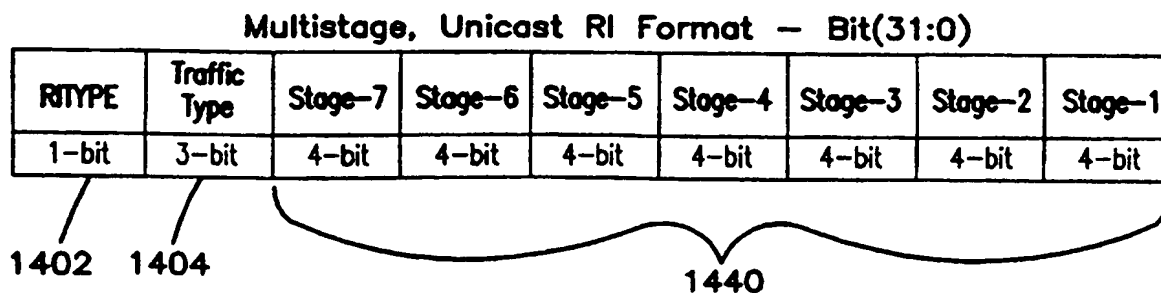 Multistage, Unicast RI Format – Bit(31:0)
RITYPE Traffic Type Stage-7 Stage-6 Stage-5 Stage-4 Stage-3 Stage-2 Stage-1
1-bit 3-bit 4-bit 4-bit 4-bit 4-bit 4-bit 4-bit 4-bit
1402 1404 1440